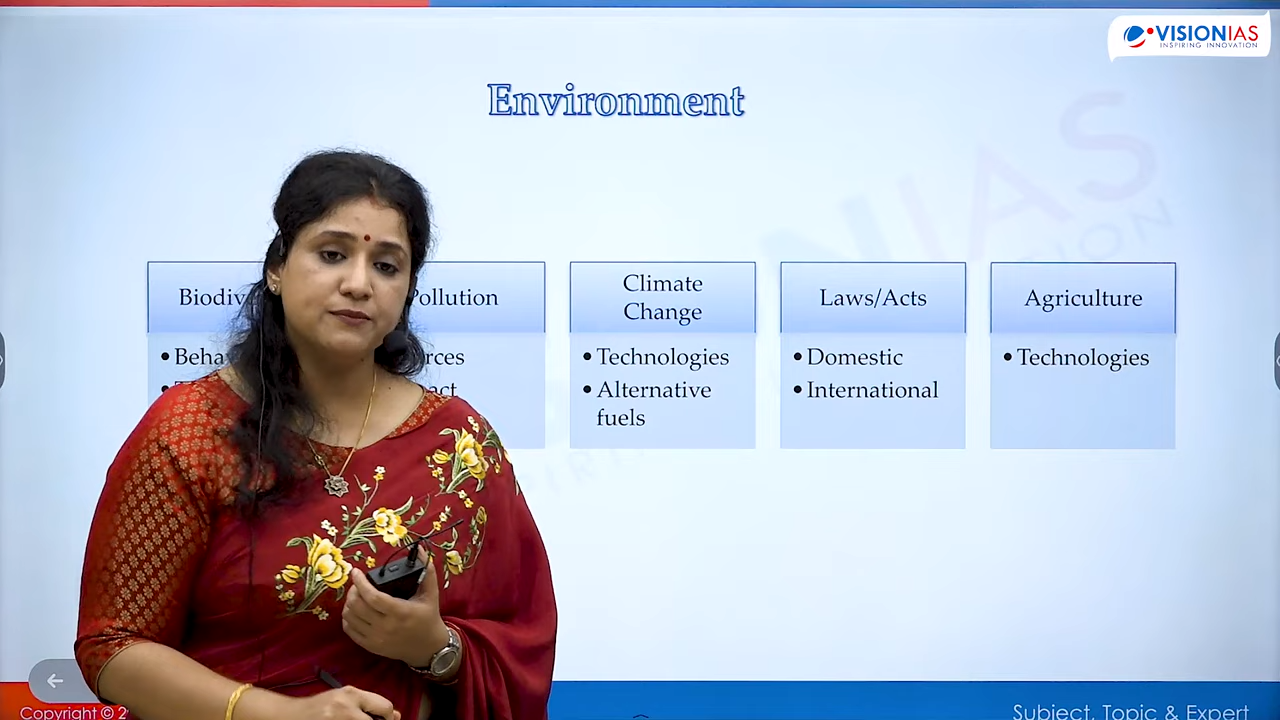 VISIONIAS
INSPIRING INNOVATION
Environment
Pollution
Climate
Change
Laws/Acts
Agriculture
• Technologies
• Alternative
fuels
• Domestic
• International
• Technologies
Copyright ©
Subject, Topic & Expert